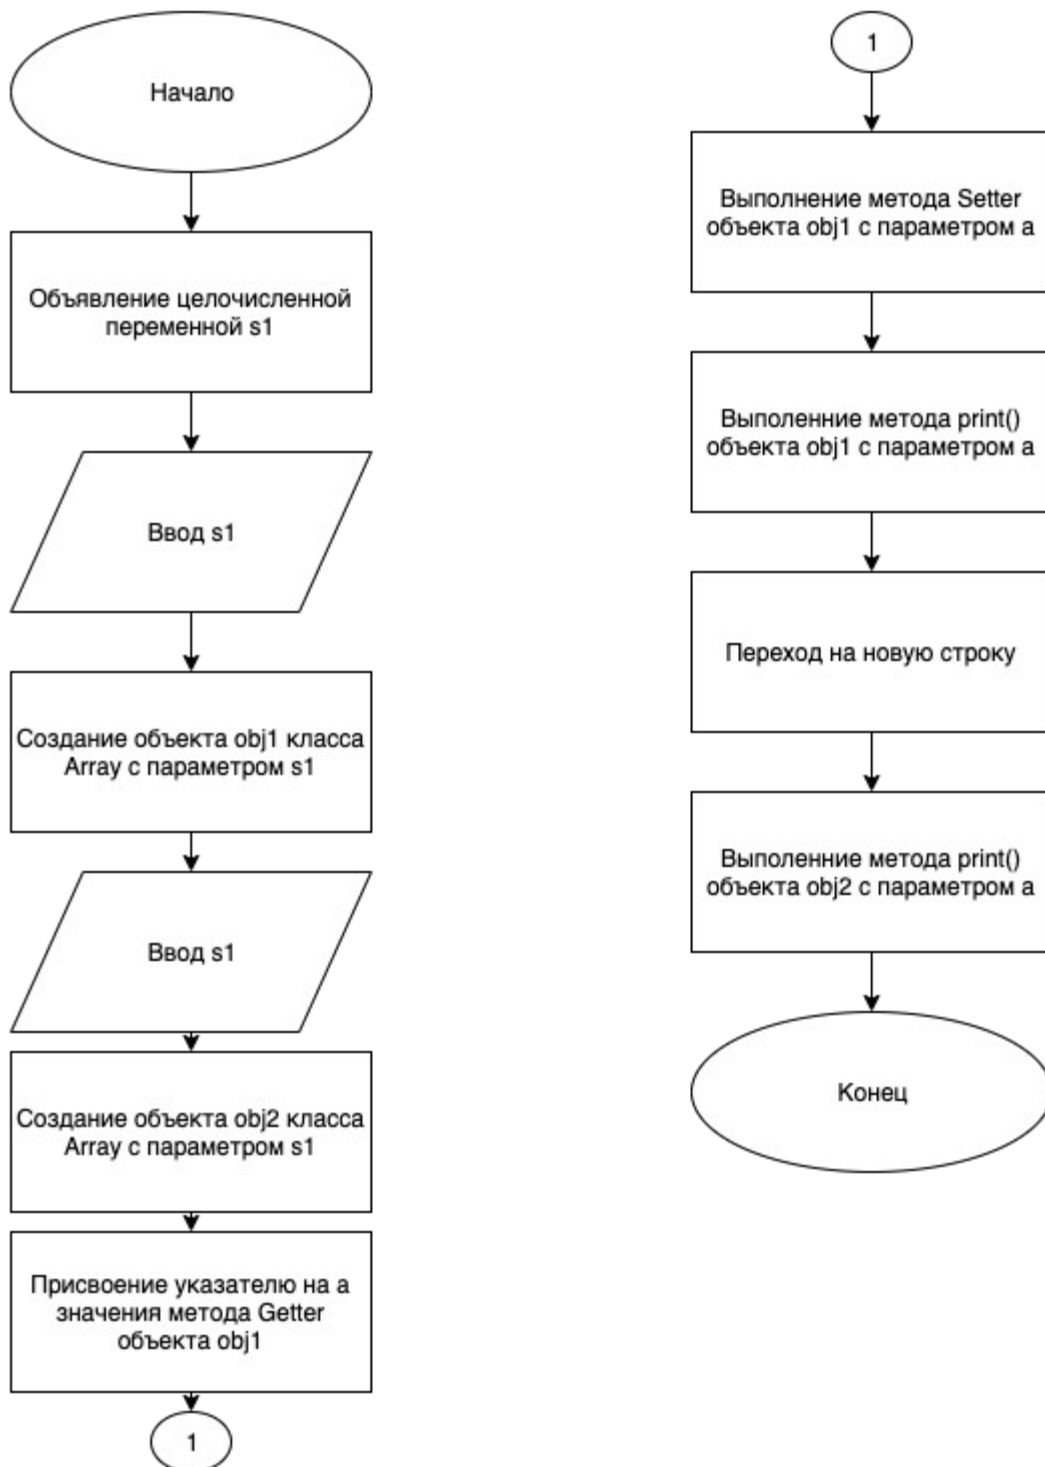 Начало
Объявление целочисленной
переменной s1
Ввод s1
Создание объекта obj1 класса
Array с параметром s1
Ввод s1
Создание объекта obj2 класса
Array с параметром s1
Присвоение указателю на а
значения метода Getter
объекта obj1
1
1
Выполнение метода Setter
объекта obj1 с параметром а
Выполенние метода print()
объекта obj1 с параметром а
Переход на новую строку
Выполенние метода print()
объекта obj2 с параметром а
Конец